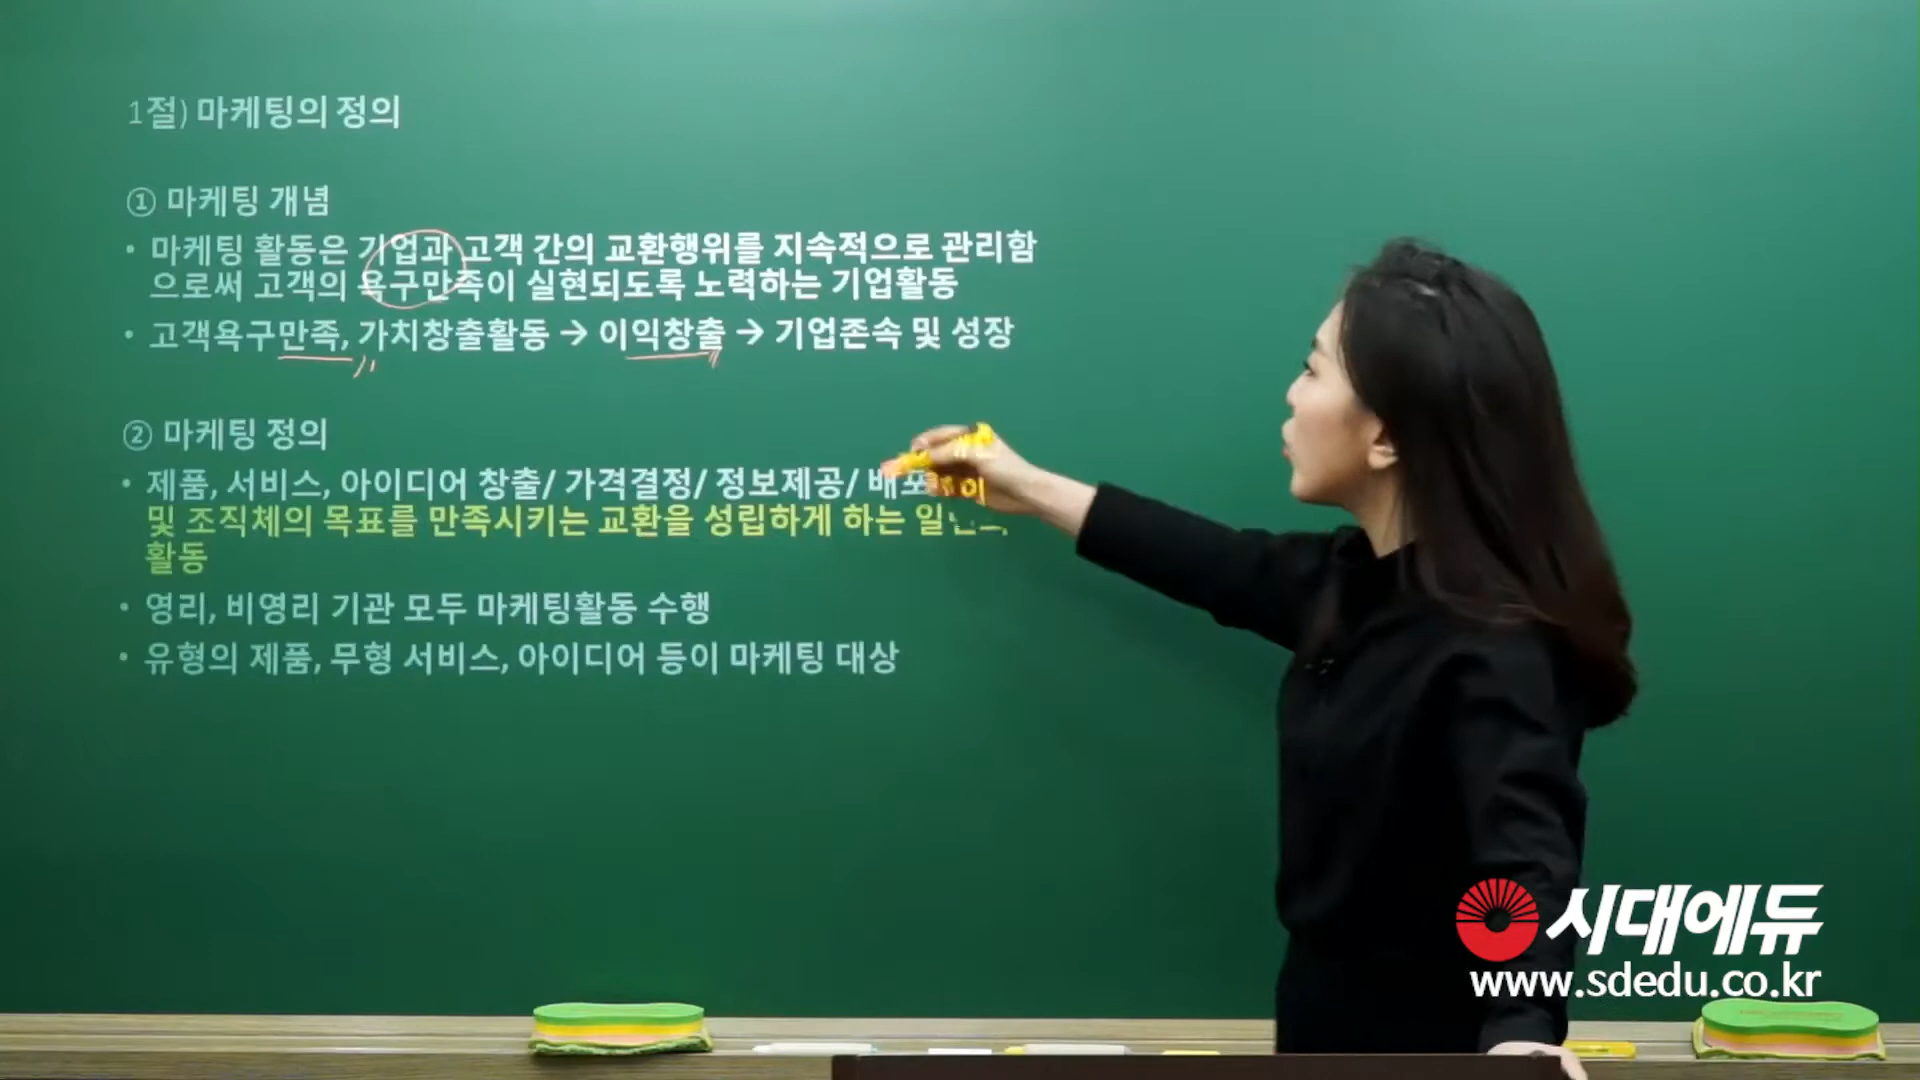 1절) 마케팅의 정의
① 마케팅 개념
• 마케팅 활동은 기업과 고객 간의 교환행위를 지속적으로 관리함
으로써 고객의 욕구만족이 실현되도록 노력하는 기업활동
• 고객욕구만족, 가치창출활동 → 이익창출 → 기업존속 및 성장
② 마케팅 정의
• 제품, 서비스, 아이디어 창출/ 가격결정/ 정보제공/ 배포
및 조직체의 목표를 만족시키는 교환을 성립하게 하는
활동
• 영리, 비영리 기관 모두 마케팅활동 수행
• 유형의 제품, 무형 서비스, 아이디어 등이 마케팅 대상
시대에듀
www.sdedu.co.kr